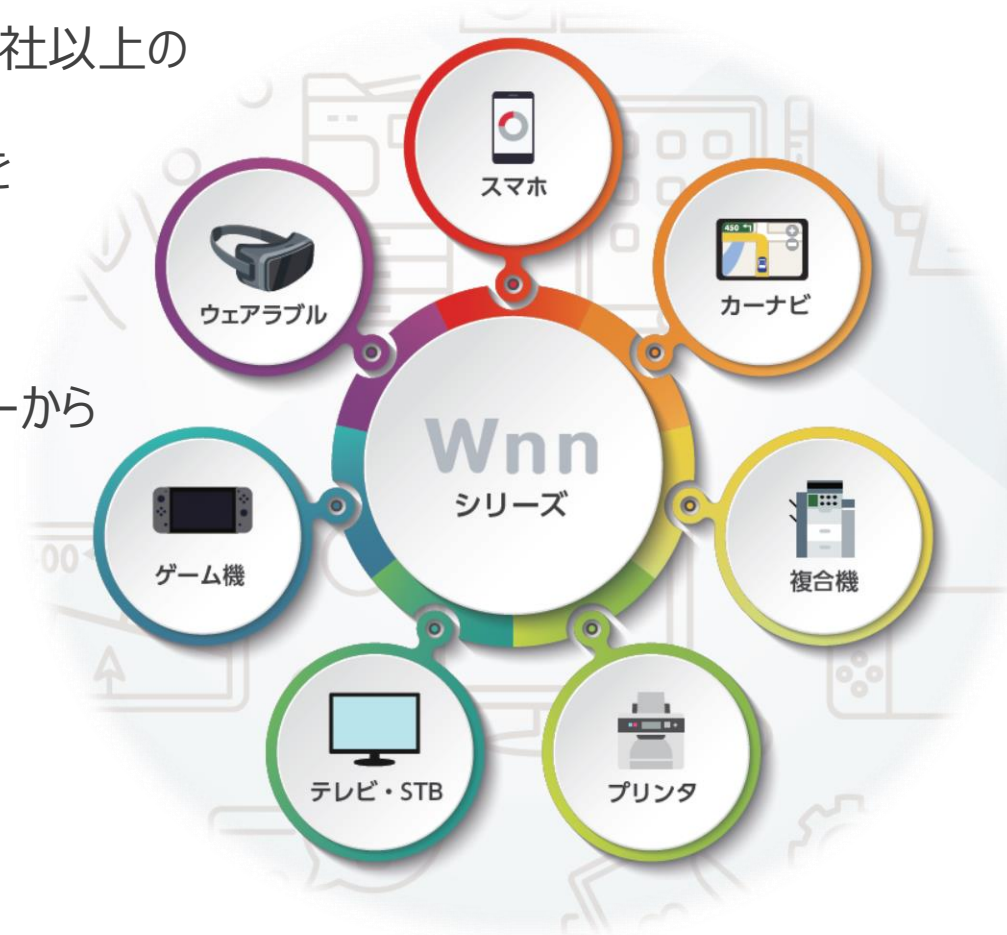 社以上の
と
ーから
スマホ
カーナビ
450
複合機
プリンタ
テレビ・STB
ゲーム機
ウェアラブル
Wnn
シリーズ